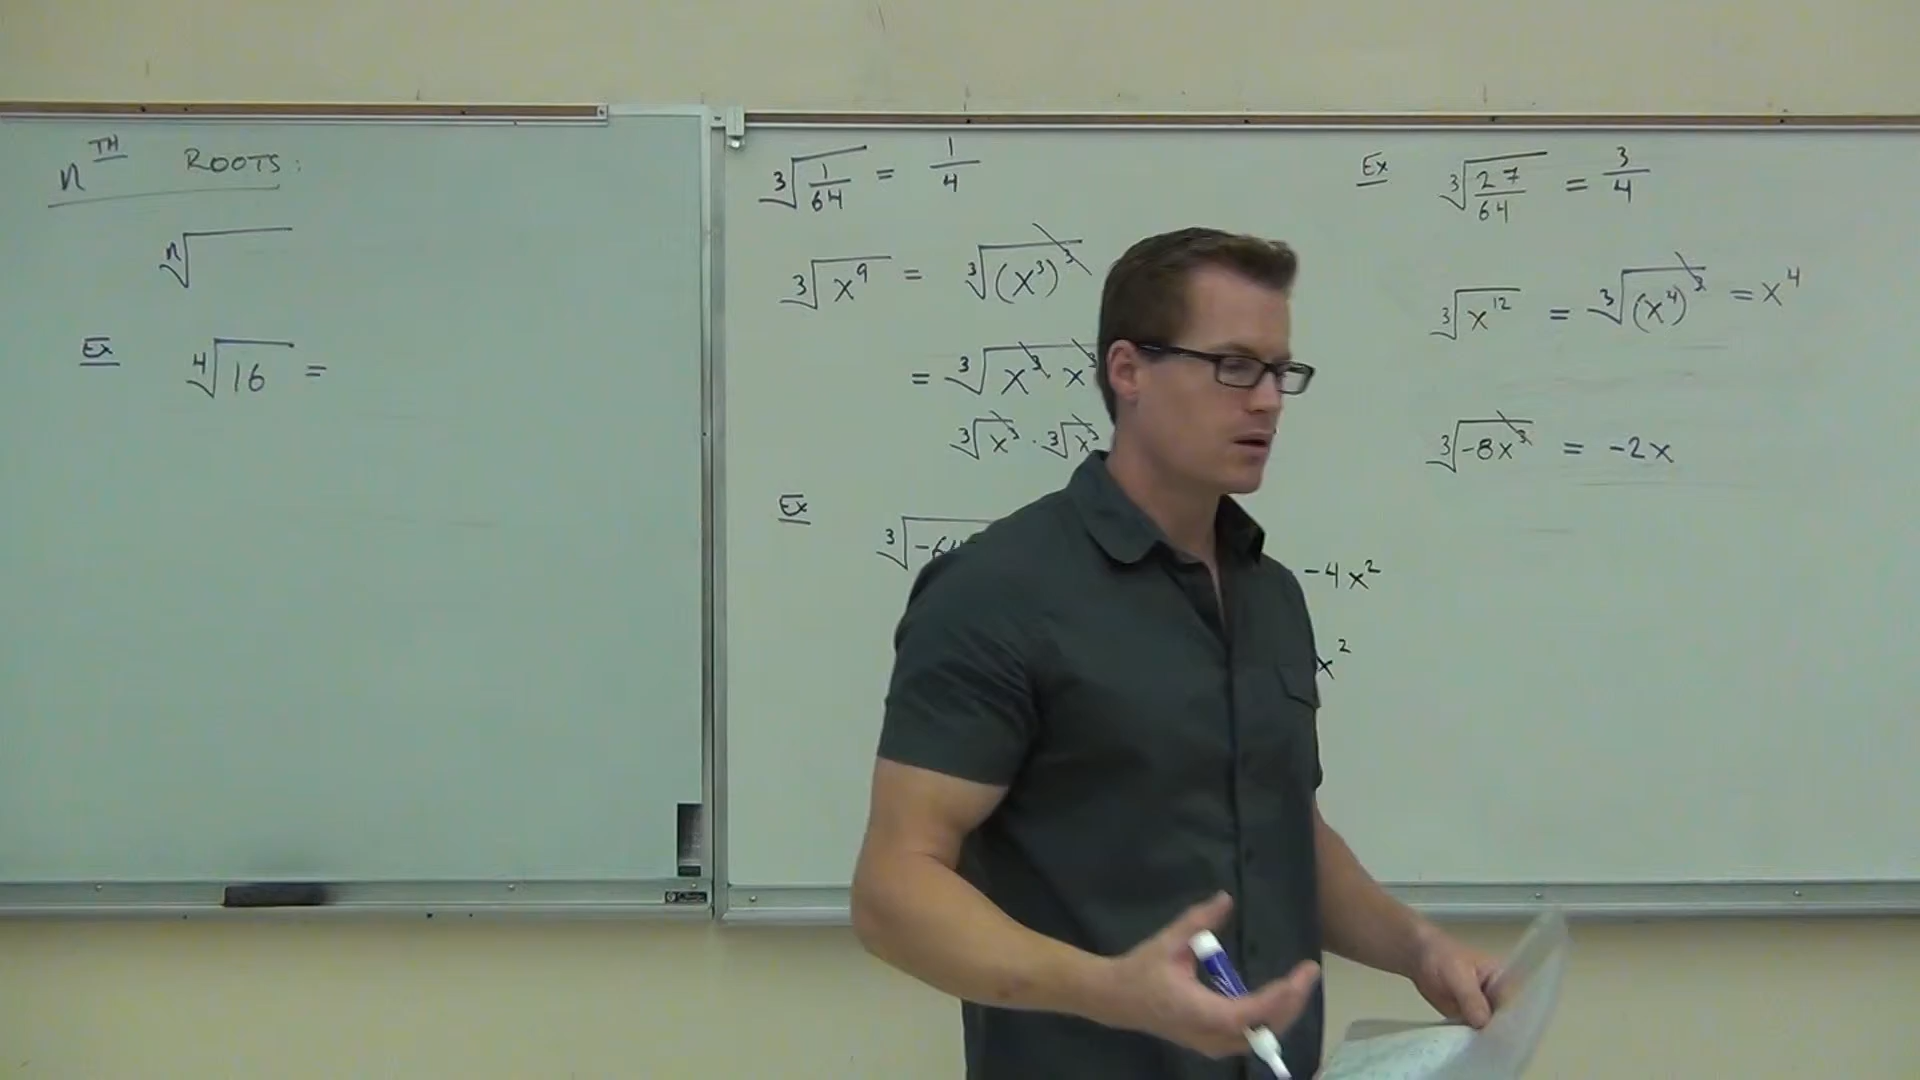 nTH ROOTS:
ⁿ√
Ex ⁴√16 =
³√(1/64) = 1/4
³√x⁹ = ³√(x³)³
= ³√x³ · x³
³√x³ · ³√x³
Ex
³√-64
-4x²
x²
Ex ³√(27/64) = 3/4
³√x¹² = ³√(x⁴)³ = x⁴
³√-8x³ = -2x